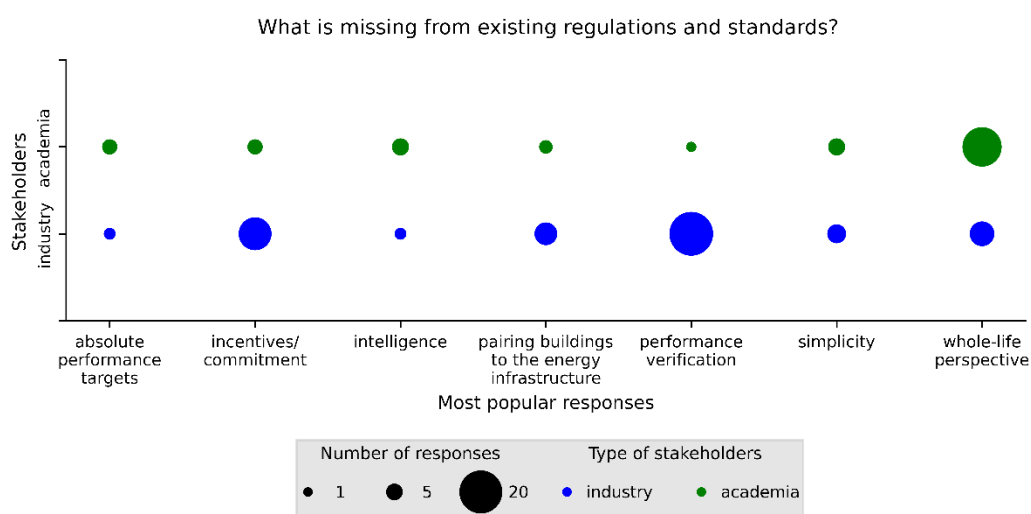 What is missing from existing regulations and standards?
Stakeholders
academia
industry
absolute
performance
targets
incentives/
commitment
intelligence
pairing buildings
to the energy
infrastructure
performance
verification
simplicity
whole-life
perspective
Most popular responses
Number of responses
1 5 20
Type of stakeholders
industry academia